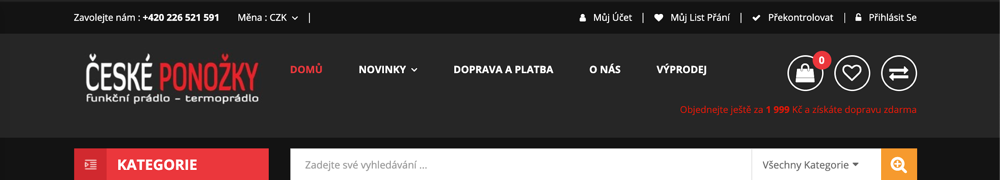 Zavolejte nám : +420 226 521 591 Měna : CZK | Můj Účet | Můj List Přání | Překontrolovat | Přihlásit Se
ČESKÉ PONOŽKY
funkční prádlo - termoprádlo
DOMŮ NOVINKY DOPRAVA A PLATBA O NÁS VÝPRODEJ
0
Objednejte ještě za 1 999 Kč a získáte dopravu zdarma
KATEGORIE
Zadejte své vyhledávání ... Všechny Kategorie